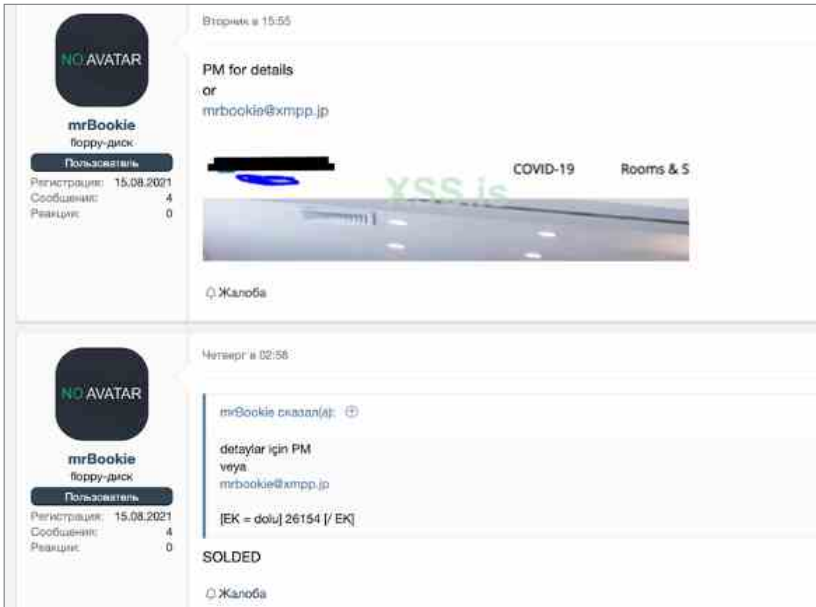 Вторник в 15:55
NO AVATAR
mrBookie
floppy-диск
Пользователь
Регистрация: 15.08.2021
Сообщения: 4
Реакции: 0
PM for details
or
mrbookie@xmpp.jp
COVID-19 Rooms & S
XSS.is
Жалоба
Четверг в 02:58
NO AVATAR
mrBookie
floppy-диск
Пользователь
Регистрация: 15.08.2021
Сообщения: 4
Реакции: 0
mrBookie сказал(а):
detaylar için PM
veya
mrbookie@xmpp.jp
[EK = dolu] 26154 [/ EK]
SOLDED
Жалоба